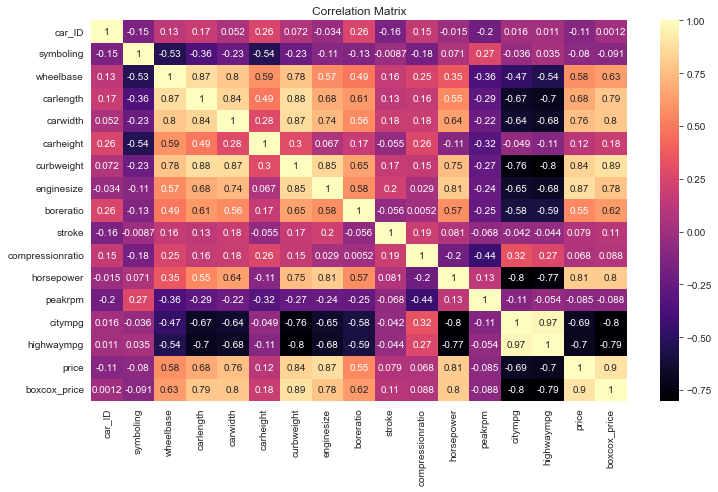 Correlation Matrix
car_ID 1 -0.15 0.13 0.17 0.052 0.26 0.072 -0.034 0.26 -0.16 0.15 -0.015 -0.2 0.016 0.011 -0.11 0.0012
symboling -0.15 1 -0.53 -0.36 -0.23 -0.54 -0.23 -0.11 -0.13 -0.0087 -0.18 0.071 0.27 -0.036 0.035 -0.08 -0.091
wheelbase 0.13 -0.53 1 0.87 0.8 0.59 0.78 0.57 0.49 0.16 0.25 0.35 -0.36 -0.47 -0.54 0.58 0.63
carlength 0.17 -0.36 0.87 1 0.84 0.49 0.88 0.68 0.61 0.13 0.16 0.55 -0.29 -0.67 -0.7 0.68 0.79
carwidth 0.052 -0.23 0.8 0.84 1 0.28 0.87 0.74 0.56 0.18 0.18 0.64 -0.22 -0.64 -0.68 0.76 0.8
carheight 0.26 -0.54 0.59 0.49 0.28 1 0.3 0.067 0.17 -0.055 0.26 -0.11 -0.32 -0.049 -0.11 0.12 0.18
curbweight 0.072 -0.23 0.78 0.88 0.87 0.3 1 0.85 0.65 0.17 0.15 0.75 -0.27 -0.76 -0.8 0.84 0.89
enginesize -0.034 -0.11 0.57 0.68 0.74 0.067 0.85 1 0.58 0.2 0.029 0.81 -0.24 -0.65 -0.68 0.87 0.78
boreratio 0.26 -0.13 0.49 0.61 0.56 0.17 0.65 0.58 1 -0.056 0.0052 0.57 -0.25 -0.58 -0.59 0.55 0.62
stroke -0.16 -0.0087 0.16 0.13 0.18 -0.055 0.17 0.2 -0.056 1 0.19 0.081 -0.068 -0.042 -0.044 0.079 0.11
compressionratio 0.15 -0.18 0.25 0.16 0.18 0.26 0.15 0.029 0.0052 0.19 1 -0.2 -0.44 0.32 0.27 0.068 0.088
horsepower -0.015 0.071 0.35 0.55 0.64 -0.11 0.75 0.81 0.57 0.081 -0.2 1 0.13 -0.8 -0.77 0.81 0.8
peakrpm -0.2 0.27 -0.36 -0.29 -0.22 -0.32 -0.27 -0.24 -0.25 -0.068 -0.44 0.13 1 -0.11 -0.054 -0.085 -0.088
citympg 0.016 -0.036 -0.47 -0.67 -0.64 -0.049 -0.76 -0.65 -0.58 -0.042 0.32 -0.8 -0.11 1 0.97 -0.69 -0.8
highwaympg 0.011 0.035 -0.54 -0.7 -0.68 -0.11 -0.8 -0.68 -0.59 -0.044 0.27 -0.77 -0.054 0.97 1 -0.7 -0.79
price -0.11 -0.08 0.58 0.68 0.76 0.12 0.84 0.87 0.55 0.079 0.068 0.81 -0.085 -0.69 -0.7 1 0.9
boxcox_price 0.0012 -0.091 0.63 0.79 0.8 0.18 0.89 0.78 0.62 0.11 0.088 0.8 -0.088 -0.8 -0.79 0.9 1
car_ID
symboling
wheelbase
carlength
carwidth
carheight
curbweight
enginesize
boreratio
stroke
compressionratio
horsepower
peakrpm
citympg
highwaympg
price
boxcox_price
1.00
0.75
0.50
0.25
0.00
-0.25
-0.50
-0.75